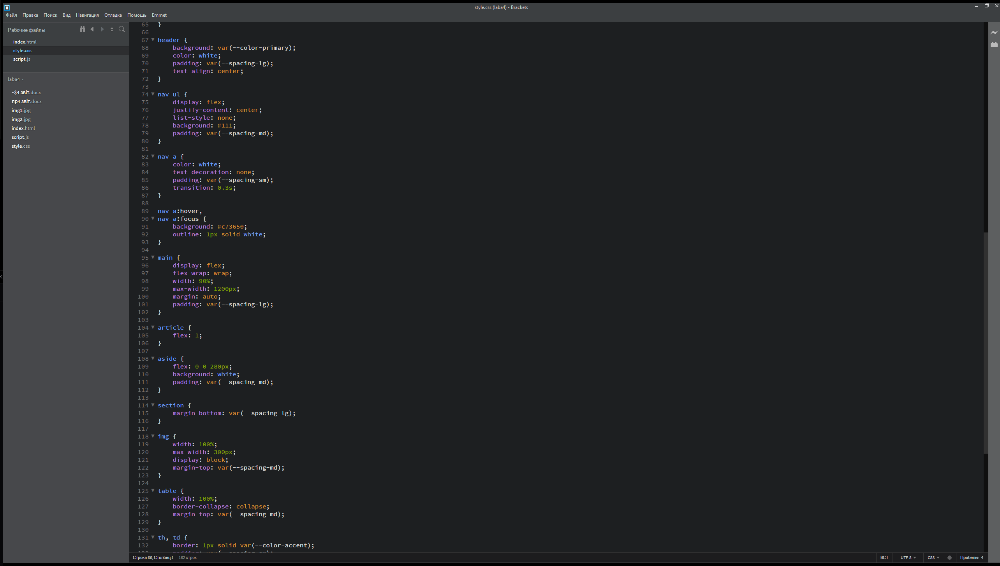 style.css (laba4) - Brackets
Файл Правка Поиск Вид Навигация Отладка Помощь Emmet
Рабочие файлы
index.html
style.css
script.js
laba4
~$4 звіт.docx
лр4 звіт.docx
img1.jpg
img2.jpg
index.html
script.js
style.css
65 }
66
67 header {
68     background: var(--color-primary);
69     color: white;
70     padding: var(--spacing-lg);
71     text-align: center;
72 }
73
74 nav ul {
75     display: flex;
76     justify-content: center;
77     list-style: none;
78     background: #111;
79     padding: var(--spacing-md);
80 }
81
82 nav a {
83     color: white;
84     text-decoration: none;
85     padding: var(--spacing-sm);
86     transition: 0.3s;
87 }
88
89 nav a:hover,
90 nav a:focus {
91     background: #c73650;
92     outline: 1px solid white;
93 }
94
95 main {
96     display: flex;
97     flex-wrap: wrap;
98     width: 90%;
99     max-width: 1200px;
100     margin: auto;
101     padding: var(--spacing-lg);
102 }
103
104 article {
105     flex: 1;
106 }
107
108 aside {
109     flex: 0 0 280px;
110     background: white;
111     padding: var(--spacing-md);
112 }
113
114 section {
115     margin-bottom: var(--spacing-lg);
116 }
117
118 img {
119     width: 100%;
120     max-width: 300px;
121     display: block;
122     margin-top: var(--spacing-md);
123 }
124
125 table {
126     width: 100%;
127     border-collapse: collapse;
128     margin-top: var(--spacing-md);
129 }
130
131 th, td {
132     border: 1px solid var(--color-accent);
Строка 66, Столбец 1 — 162 строк
ВСТ UTF-8 CSS Пробелы: 4